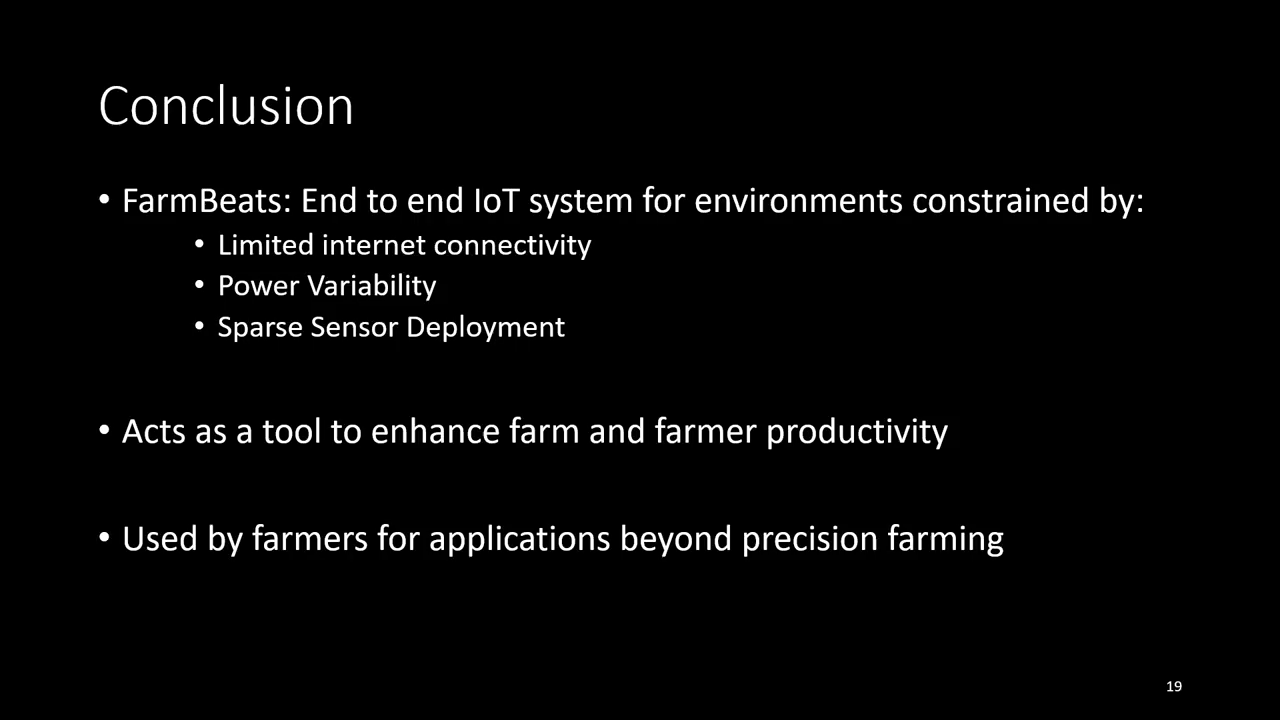 Conclusion
• FarmBeats: End to end IoT system for environments constrained by:
• Limited internet connectivity
• Power Variability
• Sparse Sensor Deployment
• Acts as a tool to enhance farm and farmer productivity
• Used by farmers for applications beyond precision farming
19